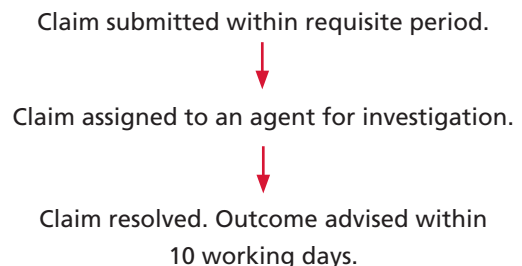 Claim submitted within requisite period.
Claim assigned to an agent for investigation.
Claim resolved. Outcome advised within
10 working days.